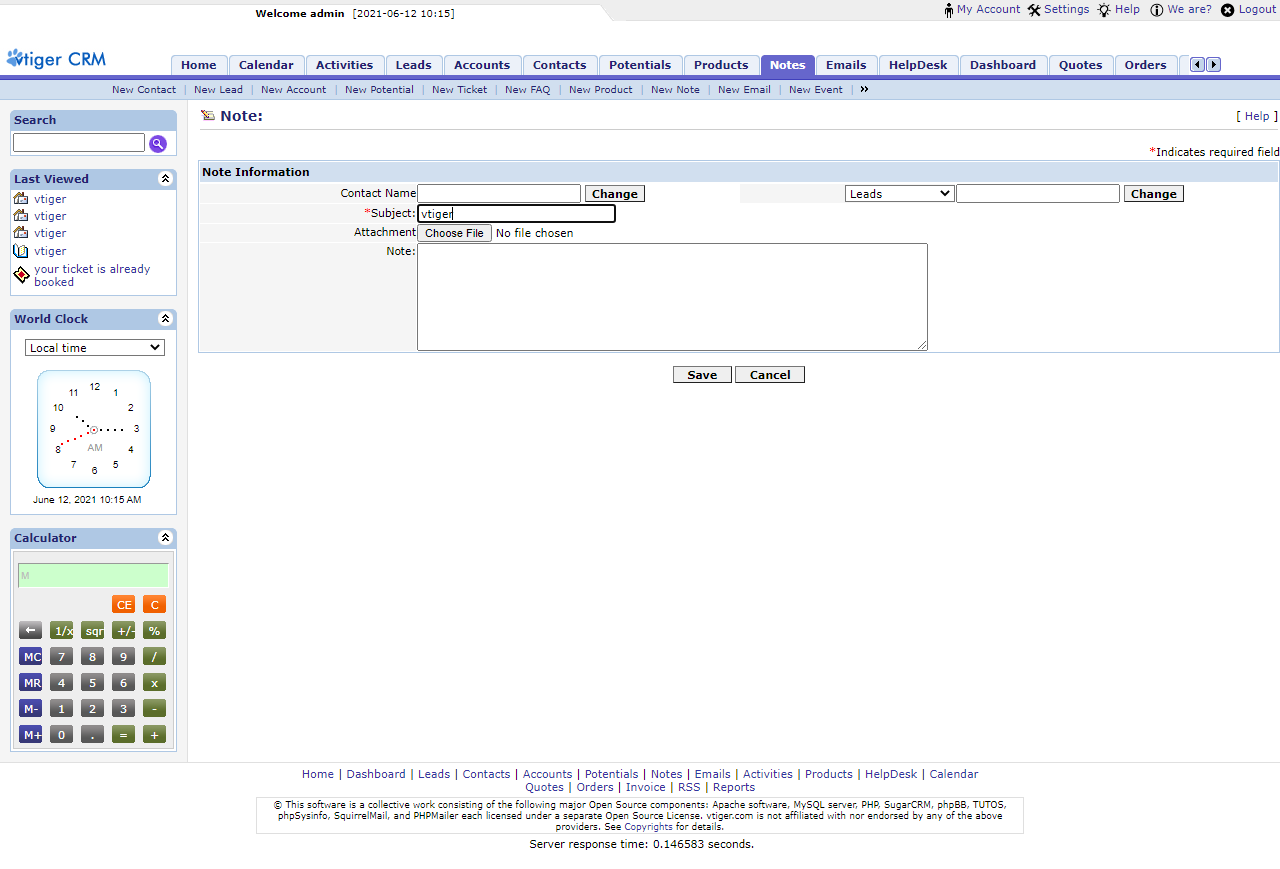 Welcome admin [2021-06-12 10:15]
My Account Settings Help We are? Logout
vtiger CRM
Home Calendar Activities Leads Accounts Contacts Potentials Products Notes Emails HelpDesk Dashboard Quotes Orders
New Contact | New Lead | New Account | New Potential | New Ticket | New FAQ | New Product | New Note | New Email | New Event | »
Search
Last Viewed
vtiger
vtiger
vtiger
vtiger
your ticket is already
booked
World Clock
Local time
12
11 1
10 2
9 3
AM
8 4
7 5
6
June 12, 2021 10:15 AM
Calculator
M
CE C
← 1/x sqr +/- %
MC 7 8 9 /
MR 4 5 6 x
M- 1 2 3 -
M+ 0 . = +
Note:
[ Help ]
*Indicates required field
Note Information
Contact Name Change Leads Change
*Subject: vtiger
Attachment Choose File No file chosen
Note:
Save Cancel
Home | Dashboard | Leads | Contacts | Accounts | Potentials | Notes | Emails | Activities | Products | HelpDesk | Calendar
Quotes | Orders | Invoice | RSS | Reports
© This software is a collective work consisting of the following major Open Source components: Apache software, MySQL server, PHP, SugarCRM, phpBB, TUTOS,
phpSysinfo, SquirrelMail, and PHPMailer each licensed under a separate Open Source License. vtiger.com is not affiliated with nor endorsed by any of the above
providers. See Copyrights for details.
Server response time: 0.146583 seconds.